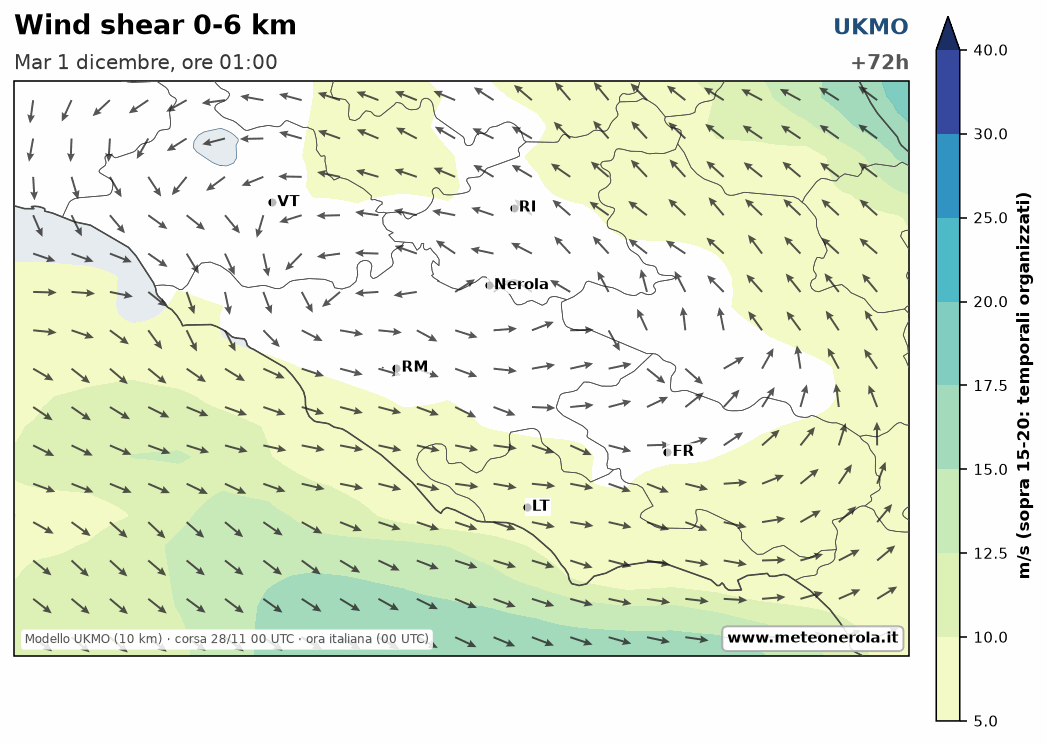 Wind shear 0-6 km
UKMO
Mar 1 dicembre, ore 01:00
+72h
VT
RI
Nerola
RM
FR
LT
Modello UKMO (10 km) · corsa 28/11 00 UTC · ora italiana (00 UTC)
www.meteonerola.it
40.0
30.0
25.0
20.0
17.5
15.0
12.5
10.0
5.0
m/s (sopra 15-20: temporali organizzati)